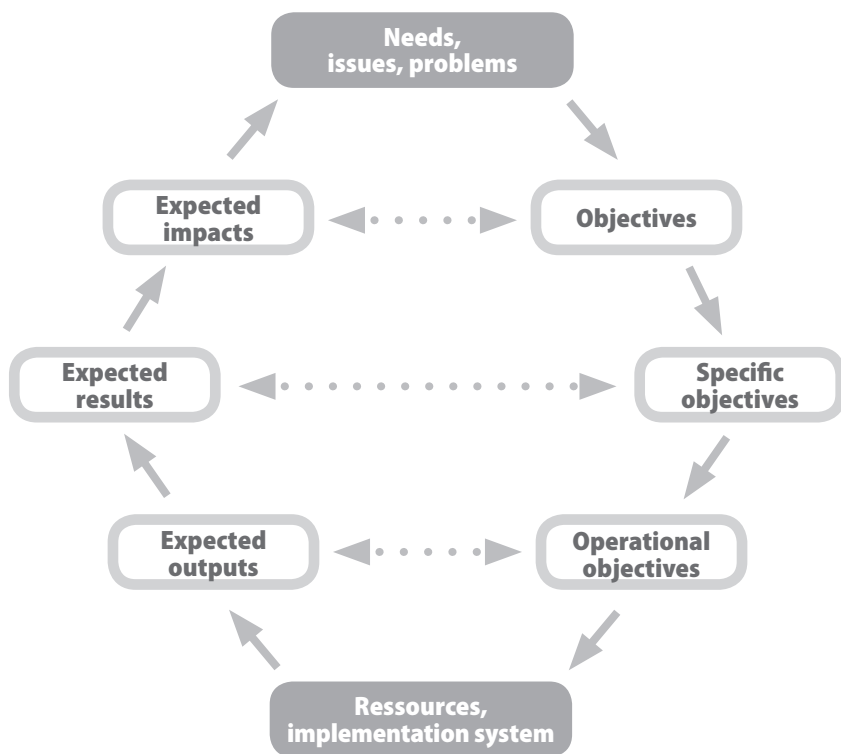 Needs,
issues, problems
Expected
impacts
Objectives
Expected
results
Specific
objectives
Expected
outputs
Operational
objectives
Ressources,
implementation system